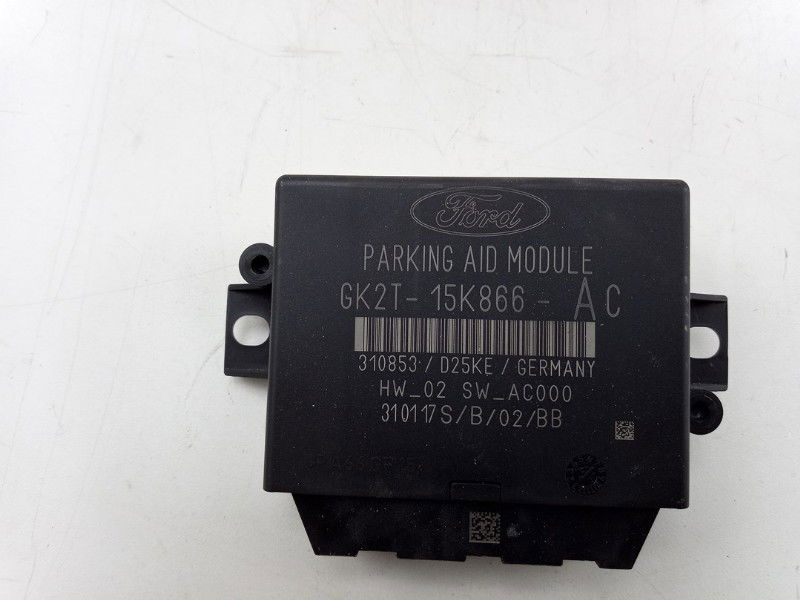 Ford
PARKING AID MODULE
GK2T-15K866-AC
310853/D25KE/GERMANY
HW_02 SW_AC000
310117S/B/02/BB